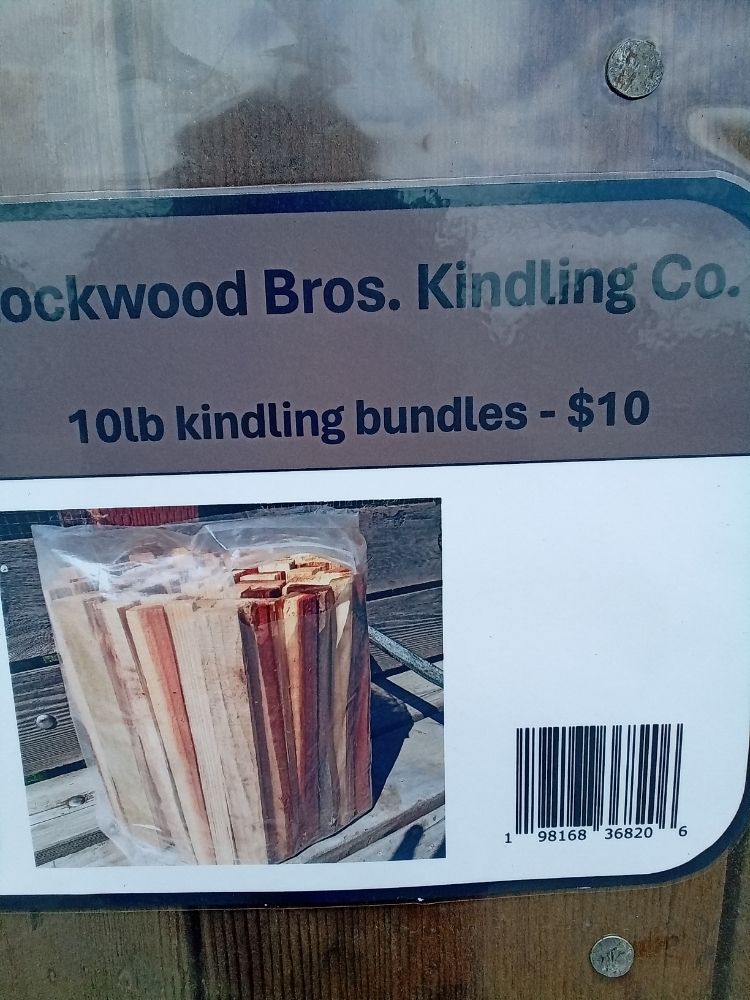 ockwood Bros. Kindling Co.
10lb kindling bundles - $10
1 98168 36820 6